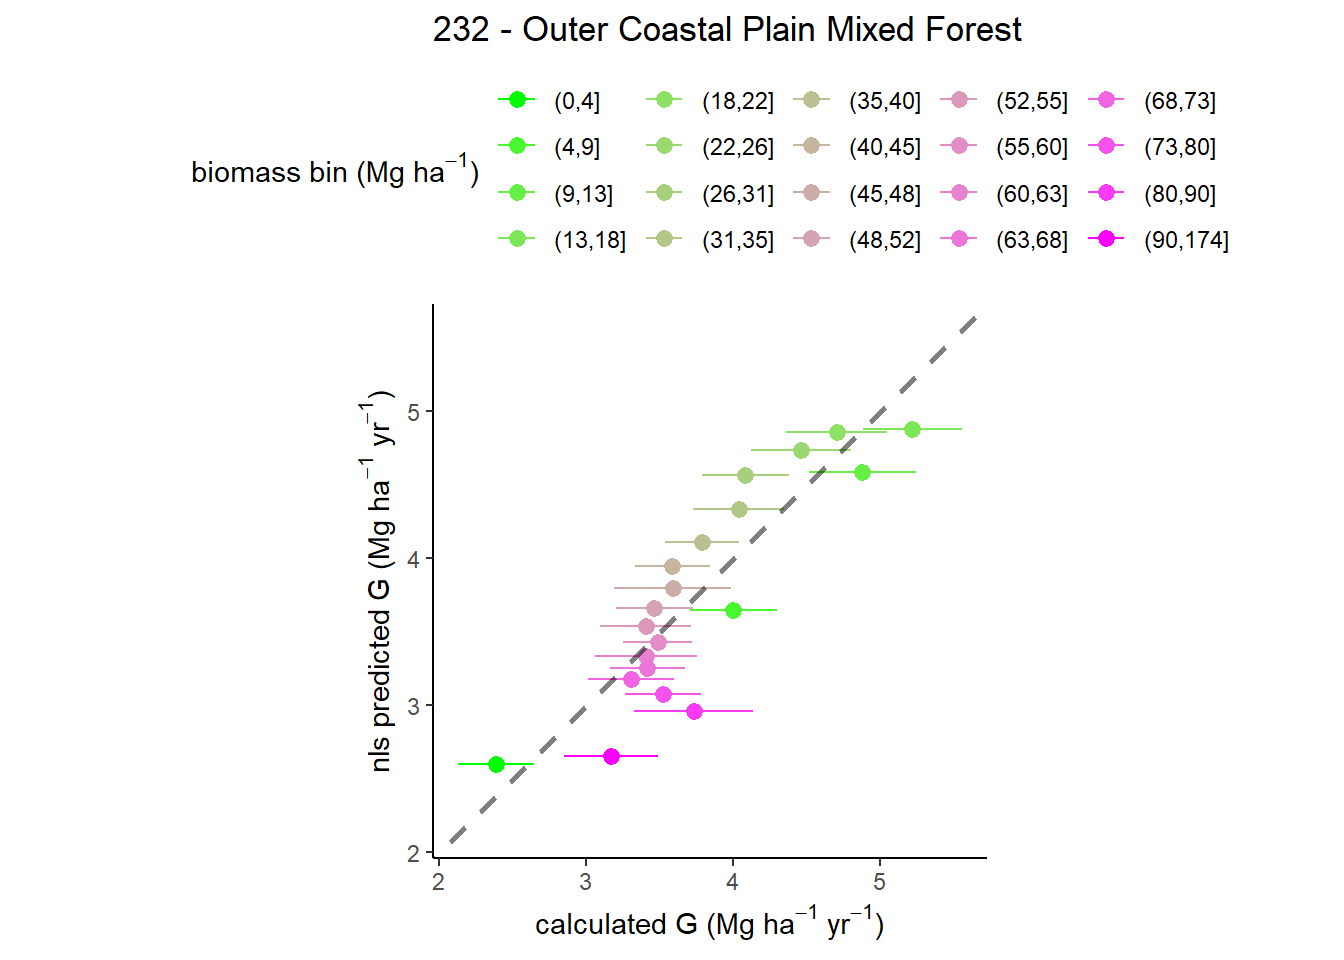 232 - Outer Coastal Plain Mixed Forest
biomass bin (Mg ha⁻¹)
(0,4] (18,22] (35,40] (52,55] (68,73]
(4,9] (22,26] (40,45] (55,60] (73,80]
(9,13] (26,31] (45,48] (60,63] (80,90]
(13,18] (31,35] (48,52] (63,68] (90,174]
nls predicted G (Mg ha⁻¹ yr⁻¹)
5
4
3
2
2 3 4 5
calculated G (Mg ha⁻¹ yr⁻¹)